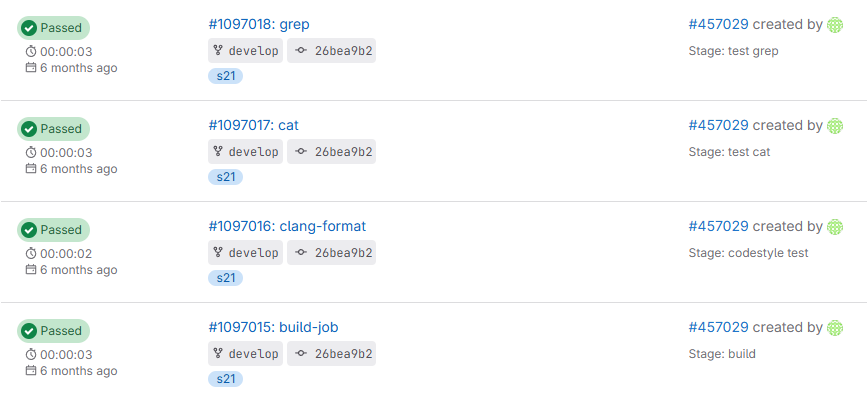 Passed #1097018: grep #457029 created by
00:00:03 develop 26bea9b2 Stage: test grep
6 months ago
s21
Passed #1097017: cat #457029 created by
00:00:03 develop 26bea9b2 Stage: test cat
6 months ago
s21
Passed #1097016: clang-format #457029 created by
00:00:02 develop 26bea9b2 Stage: codestyle test
6 months ago
s21
Passed #1097015: build-job #457029 created by
00:00:03 develop 26bea9b2 Stage: build
6 months ago
s21